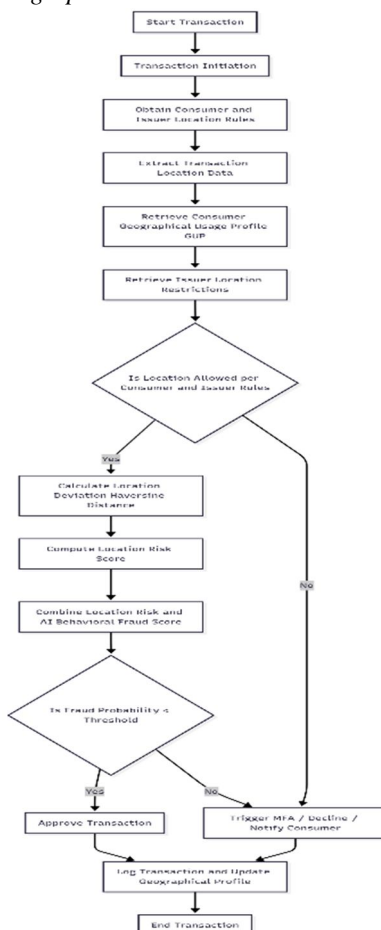 Start Transaction
Transaction Initiation
Obtain Consumer and
Issuer Location Rules
Extract Transaction
Location Data
Retrieve Consumer
Geographical Usage Profile
GUP
Retrieve Issuer Location
Restrictions
Is Location Allowed per
Consumer and Issuer Rules
Yes
Calculate Location
Deviation Haversine
Distance
Compute Location Risk
Score
No
Combine Location Risk and
AI Behavioral Fraud Score
Is Fraud Probability <
Threshold
Yes
No
Approve Transaction
Trigger MFA / Decline /
Notify Consumer
Log Transaction and Update
Geographical Profile
End Transaction